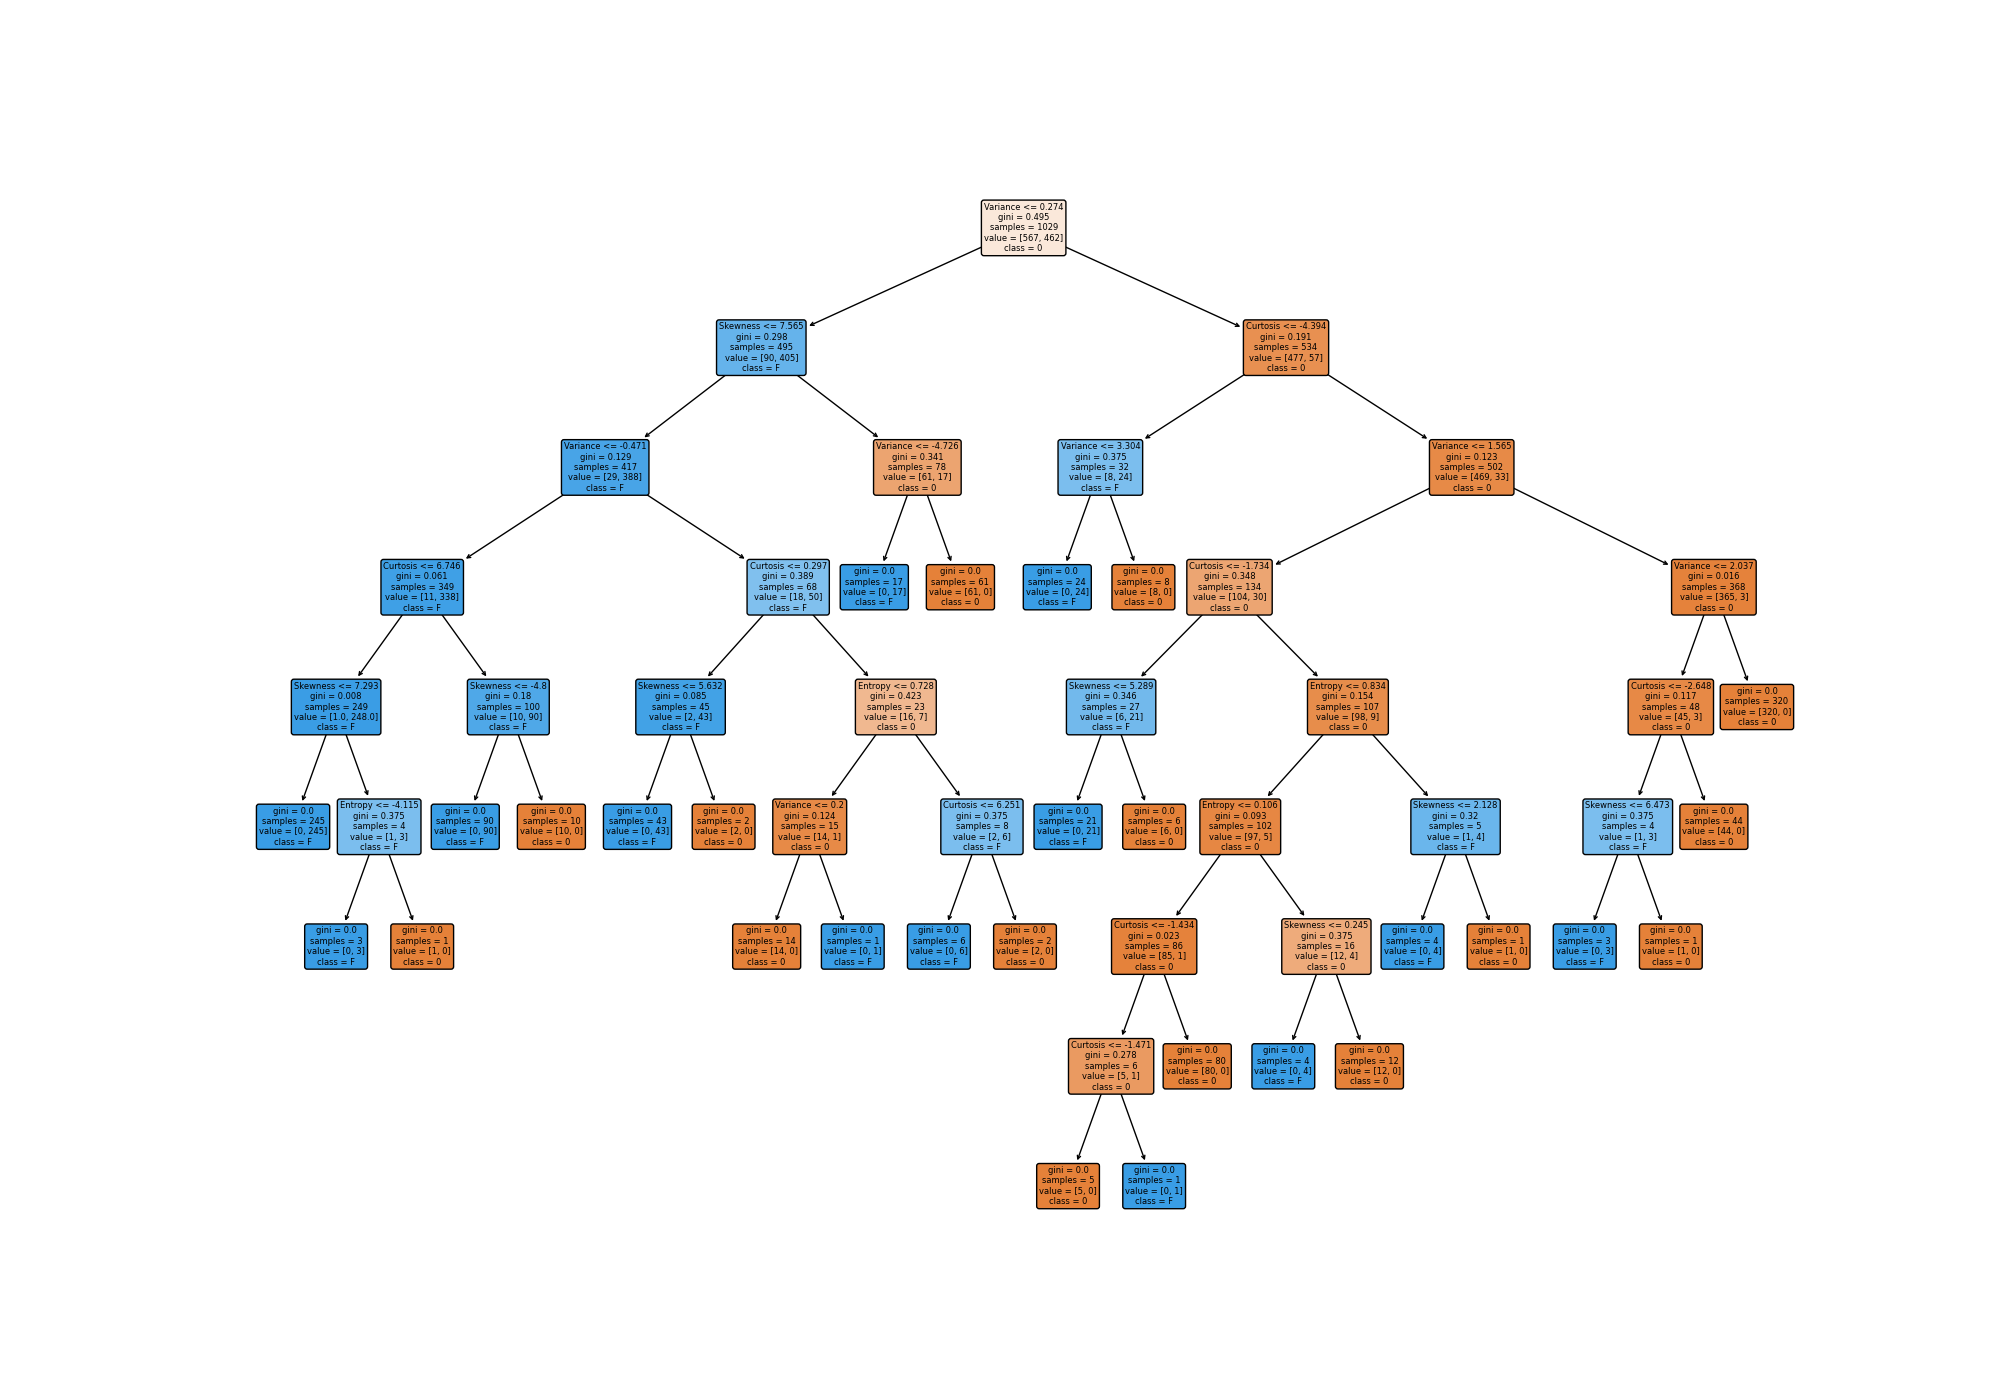 Variance <= 0.274
gini = 0.495
samples = 1029
value = [567, 462]
class = 0
Skewness <= 7.565
gini = 0.298
samples = 495
value = [90, 405]
class = F
Curtosis <= -4.394
gini = 0.191
samples = 534
value = [477, 57]
class = 0
Variance <= -0.471
gini = 0.129
samples = 417
value = [29, 388]
class = F
Variance <= -4.726
gini = 0.341
samples = 78
value = [61, 17]
class = 0
Variance <= 3.304
gini = 0.375
samples = 32
value = [8, 24]
class = F
Variance <= 1.565
gini = 0.123
samples = 502
value = [469, 33]
class = 0
Curtosis <= 6.746
gini = 0.061
samples = 349
value = [11, 338]
class = F
Curtosis <= 0.297
gini = 0.389
samples = 68
value = [18, 50]
class = F
gini = 0.0
samples = 17
value = [0, 17]
class = F
gini = 0.0
samples = 61
value = [61, 0]
class = 0
gini = 0.0
samples = 24
value = [0, 24]
class = F
gini = 0.0
samples = 8
value = [8, 0]
class = 0
Curtosis <= -1.734
gini = 0.348
samples = 134
value = [104, 30]
class = 0
Variance <= 2.037
gini = 0.016
samples = 368
value = [365, 3]
class = 0
Skewness <= 7.293
gini = 0.008
samples = 249
value = [1.0, 248.0]
class = F
Skewness <= -4.8
gini = 0.18
samples = 100
value = [10, 90]
class = F
Skewness <= 5.632
gini = 0.085
samples = 45
value = [2, 43]
class = F
Entropy <= 0.728
gini = 0.423
samples = 23
value = [16, 7]
class = 0
Skewness <= 5.289
gini = 0.346
samples = 27
value = [6, 21]
class = F
Entropy <= 0.834
gini = 0.154
samples = 107
value = [98, 9]
class = 0
Curtosis <= -2.648
gini = 0.117
samples = 48
value = [45, 3]
class = 0
gini = 0.0
samples = 320
value = [320, 0]
class = 0
gini = 0.0
samples = 245
value = [0, 245]
class = F
Entropy <= -4.115
gini = 0.375
samples = 4
value = [1, 3]
class = F
gini = 0.0
samples = 90
value = [0, 90]
class = F
gini = 0.0
samples = 10
value = [10, 0]
class = 0
gini = 0.0
samples = 43
value = [0, 43]
class = F
gini = 0.0
samples = 2
value = [2, 0]
class = 0
Variance <= 0.2
gini = 0.124
samples = 15
value = [14, 1]
class = 0
Curtosis <= 6.251
gini = 0.375
samples = 8
value = [2, 6]
class = F
gini = 0.0
samples = 21
value = [0, 21]
class = F
gini = 0.0
samples = 6
value = [6, 0]
class = 0
Entropy <= 0.106
gini = 0.093
samples = 102
value = [97, 5]
class = 0
Skewness <= 2.128
gini = 0.32
samples = 5
value = [1, 4]
class = F
Skewness <= 6.473
gini = 0.375
samples = 4
value = [1, 3]
class = F
gini = 0.0
samples = 44
value = [44, 0]
class = 0
gini = 0.0
samples = 3
value = [0, 3]
class = F
gini = 0.0
samples = 1
value = [1, 0]
class = 0
gini = 0.0
samples = 14
value = [14, 0]
class = 0
gini = 0.0
samples = 1
value = [0, 1]
class = F
gini = 0.0
samples = 6
value = [0, 6]
class = F
gini = 0.0
samples = 2
value = [2, 0]
class = 0
Curtosis <= -1.434
gini = 0.023
samples = 86
value = [85, 1]
class = 0
Skewness <= 0.245
gini = 0.375
samples = 16
value = [12, 4]
class = 0
gini = 0.0
samples = 4
value = [0, 4]
class = F
gini = 0.0
samples = 1
value = [1, 0]
class = 0
gini = 0.0
samples = 3
value = [0, 3]
class = F
gini = 0.0
samples = 1
value = [1, 0]
class = 0
Curtosis <= -1.471
gini = 0.278
samples = 6
value = [5, 1]
class = 0
gini = 0.0
samples = 80
value = [80, 0]
class = 0
gini = 0.0
samples = 4
value = [0, 4]
class = F
gini = 0.0
samples = 12
value = [12, 0]
class = 0
gini = 0.0
samples = 5
value = [5, 0]
class = 0
gini = 0.0
samples = 1
value = [0, 1]
class = F